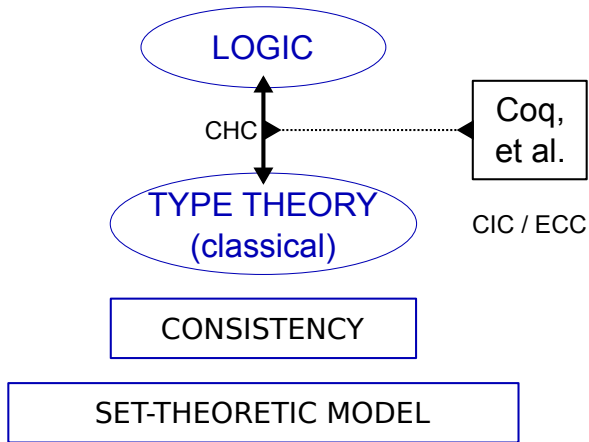 LOGIC
CHC
Coq,
et al.
TYPE THEORY
(classical)
CIC / ECC
CONSISTENCY
SET-THEORETIC MODEL